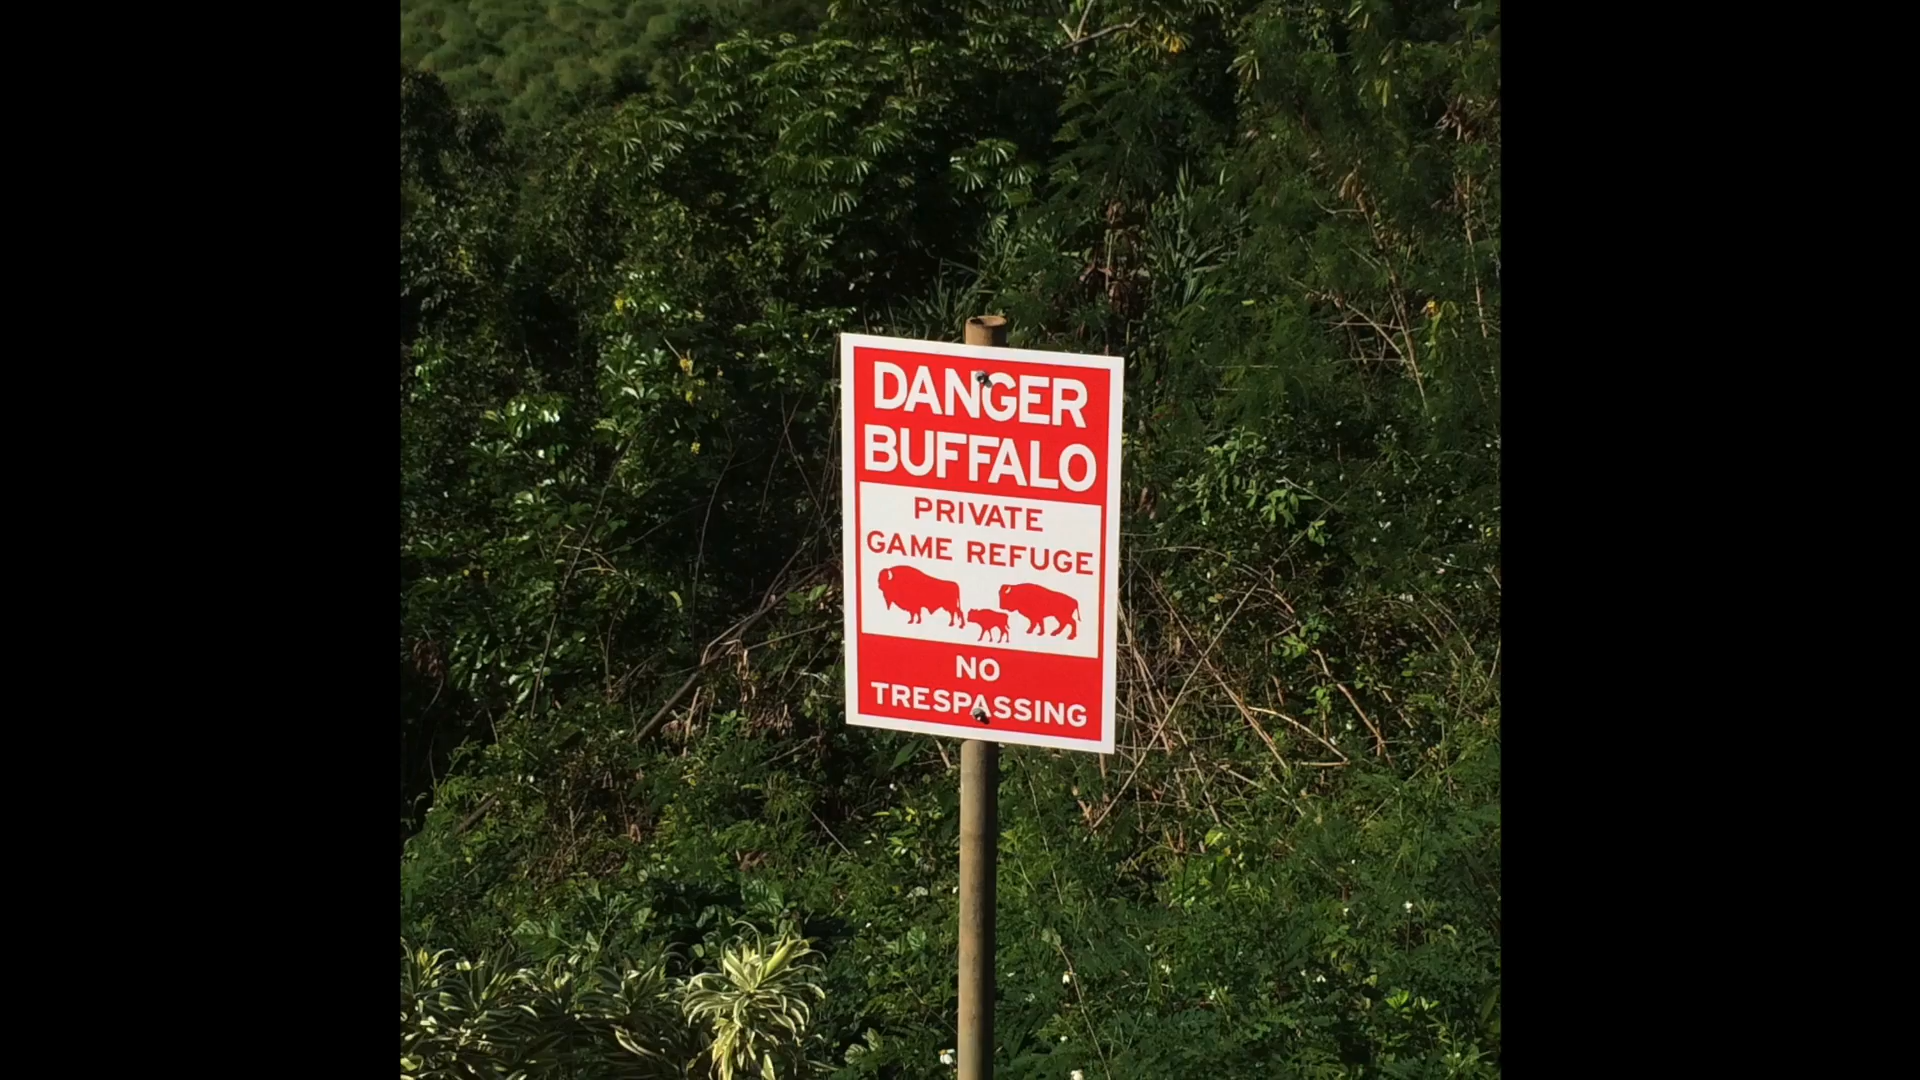 DANGER
BUFFALO
PRIVATE
GAME REFUGE
NO
TRESPASSING